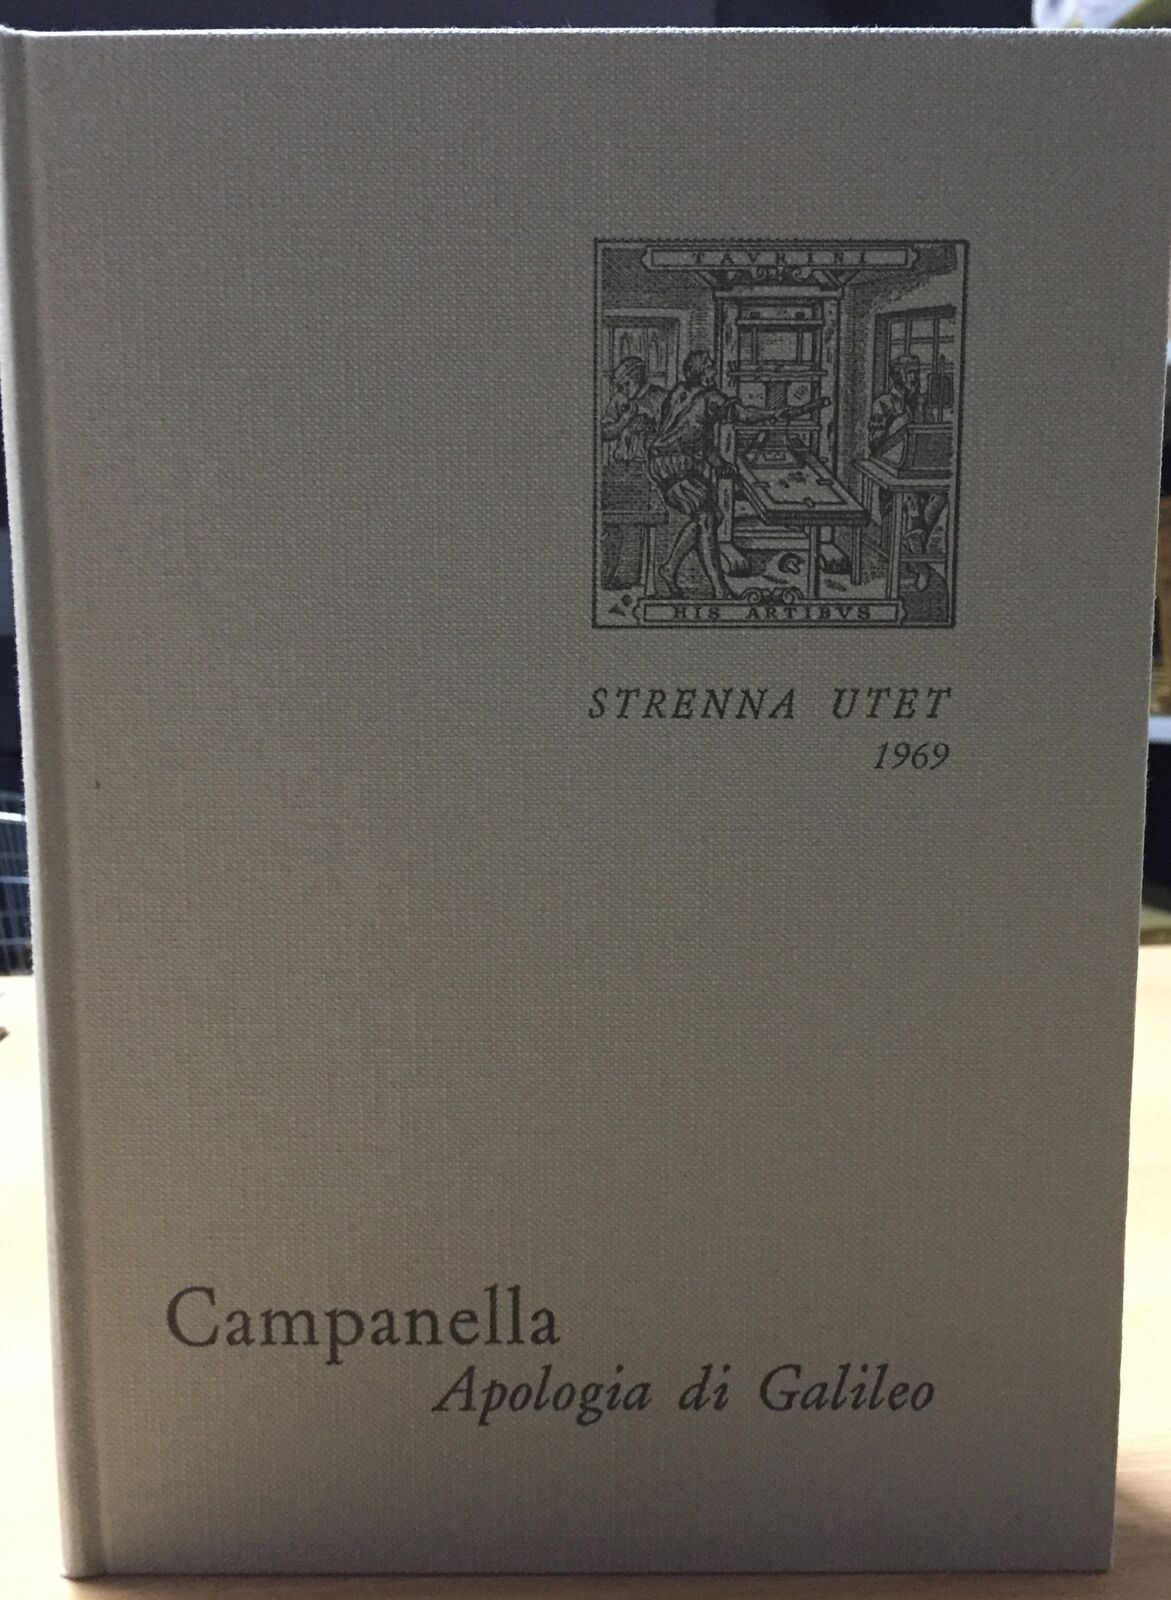 TAVRINI
HIS ARTIBVS
STRENNA UTET
1969
Campanella
Apologia di Galileo